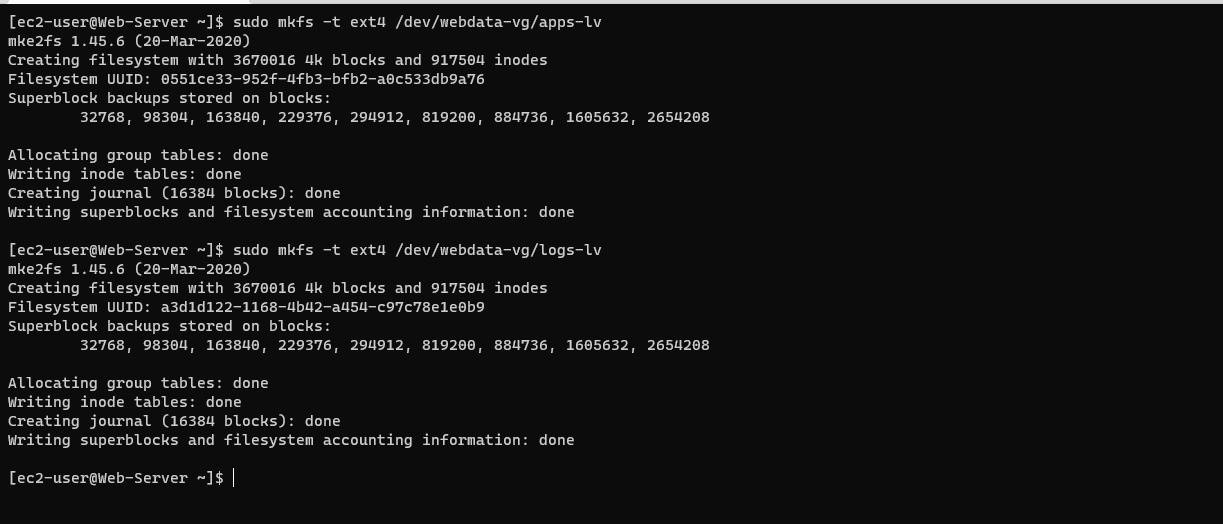 [ec2-user@Web-Server ~]$ sudo mkfs -t ext4 /dev/webdata-vg/apps-lv
mke2fs 1.45.6 (20-Mar-2020)
Creating filesystem with 3670016 4k blocks and 917504 inodes
Filesystem UUID: 0551ce33-952f-4fb3-bfb2-a0c533db9a76
Superblock backups stored on blocks:
32768, 98304, 163840, 229376, 294912, 819200, 884736, 1605632, 2654208
Allocating group tables: done
Writing inode tables: done
Creating journal (16384 blocks): done
Writing superblocks and filesystem accounting information: done
[ec2-user@Web-Server ~]$ sudo mkfs -t ext4 /dev/webdata-vg/logs-lv
mke2fs 1.45.6 (20-Mar-2020)
Creating filesystem with 3670016 4k blocks and 917504 inodes
Filesystem UUID: a3d1d122-1168-4b42-a454-c97c78e1e0b9
Superblock backups stored on blocks:
32768, 98304, 163840, 229376, 294912, 819200, 884736, 1605632, 2654208
Allocating group tables: done
Writing inode tables: done
Creating journal (16384 blocks): done
Writing superblocks and filesystem accounting information: done
[ec2-user@Web-Server ~]$